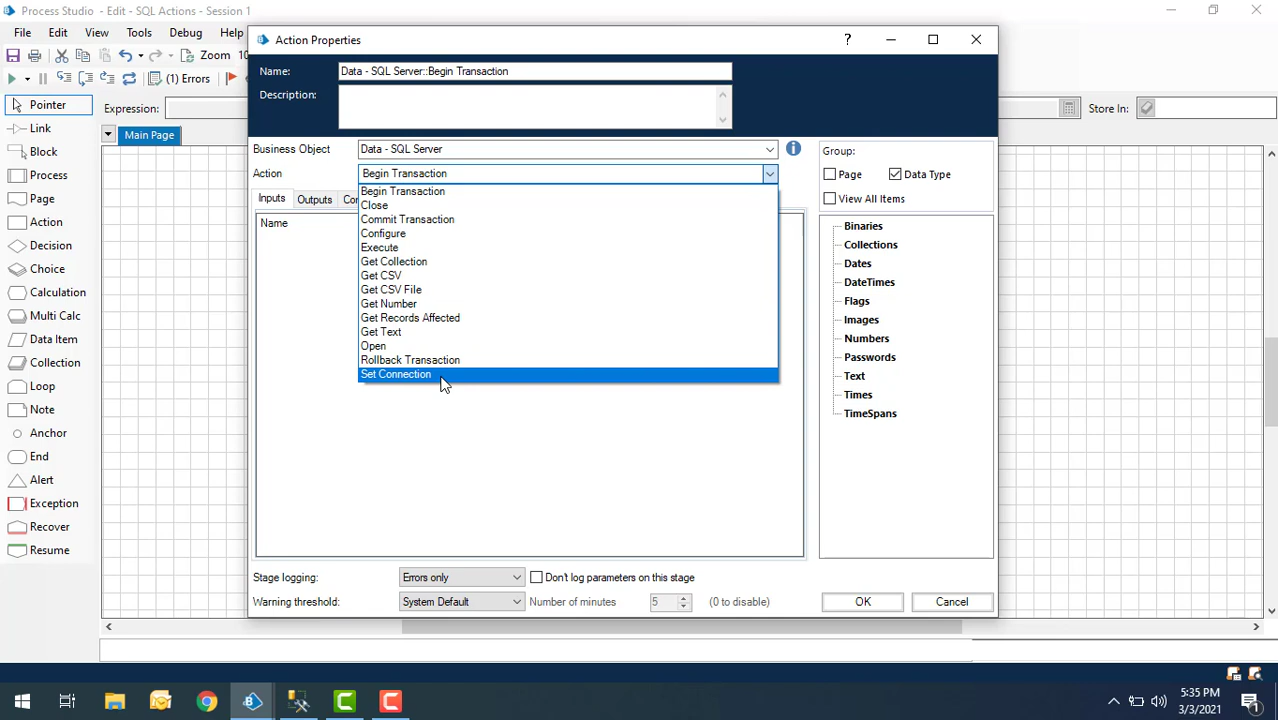 Process Studio - Edit - SQL Actions - Session 1
File Edit View Tools Debug Help
Zoom 10
(1) Errors
Pointer
Link
Block
Process
Page
Action
Decision
Choice
Calculation
Multi Calc
Data Item
Collection
Loop
Note
Anchor
End
Alert
Exception
Recover
Resume
Expression:
Store In:
Main Page
Action Properties
?
Name: Data - SQL Server::Begin Transaction
Description:
Business Object Data - SQL Server
Action Begin Transaction
Inputs Outputs Co
Name
Begin Transaction
Close
Commit Transaction
Configure
Execute
Get Collection
Get CSV
Get CSV File
Get Number
Get Records Affected
Get Text
Open
Rollback Transaction
Set Connection
Group:
Page Data Type
View All Items
Binaries
Collections
Dates
DateTimes
Flags
Images
Numbers
Passwords
Text
Times
TimeSpans
Stage logging: Errors only Don't log parameters on this stage
Warning threshold: System Default Number of minutes 5 (0 to disable)
OK Cancel
5:35 PM
3/3/2021
1